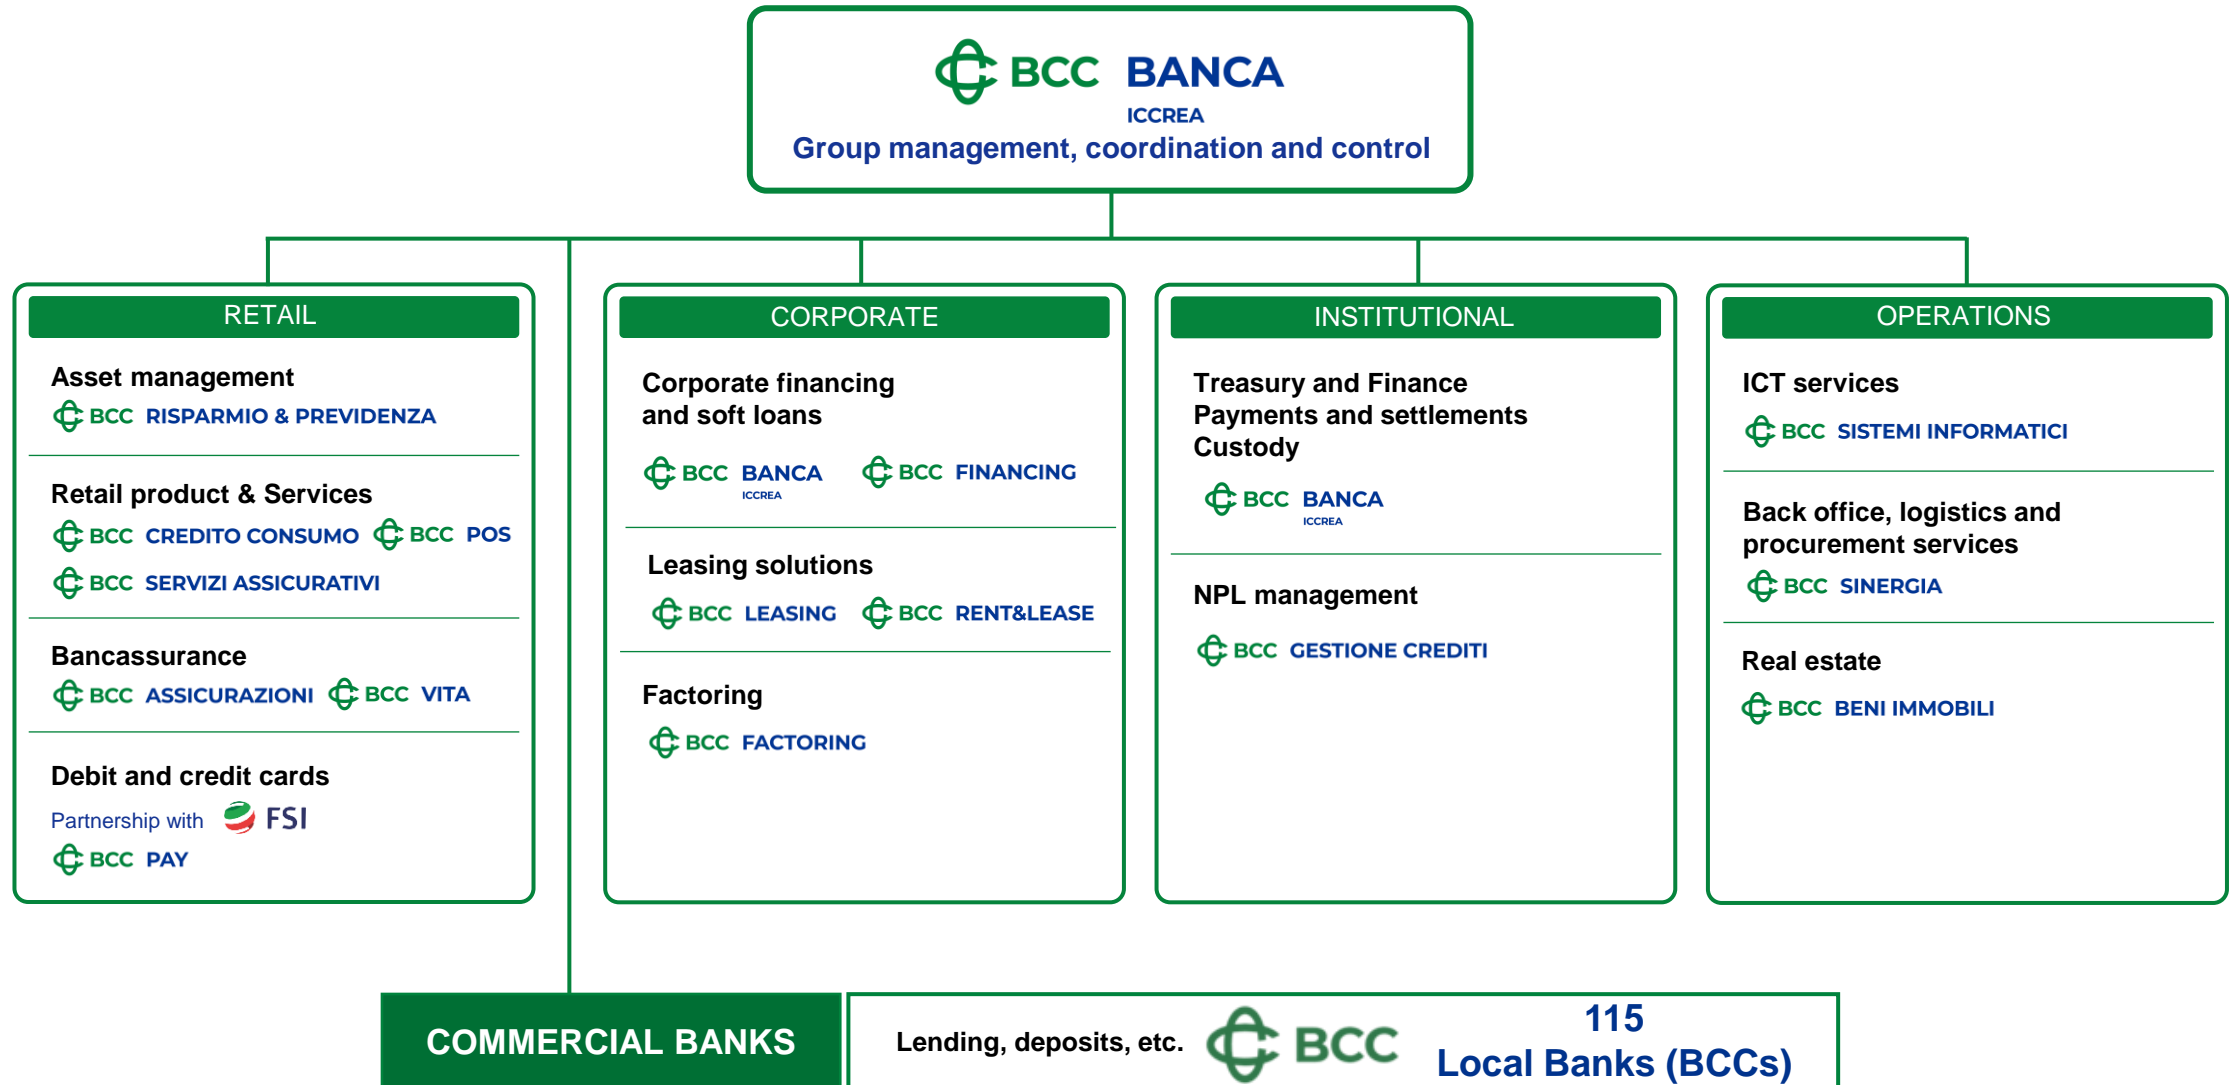 BCC BANCA
ICCREA
Group management, coordination and control
RETAIL
Asset management
BCC RISPARMIO & PREVIDENZA
Retail product & Services
BCC CREDITO CONSUMO BCC POS
BCC SERVIZI ASSICURATIVI
Bancassurance
BCC ASSICURAZIONI BCC VITA
Debit and credit cards
Partnership with FSI
BCC PAY
CORPORATE
Corporate financing
and soft loans
BCC BANCA BCC FINANCING
ICCREA
Leasing solutions
BCC LEASING BCC RENT&LEASE
Factoring
BCC FACTORING
INSTITUTIONAL
Treasury and Finance
Payments and settlements
Custody
BCC BANCA
ICCREA
NPL management
BCC GESTIONE CREDITI
OPERATIONS
ICT services
BCC SISTEMI INFORMATICI
Back office, logistics and
procurement services
BCC SINERGIA
Real estate
BCC BENI IMMOBILI
COMMERCIAL BANKS
Lending, deposits, etc. BCC
115
Local Banks (BCCs)